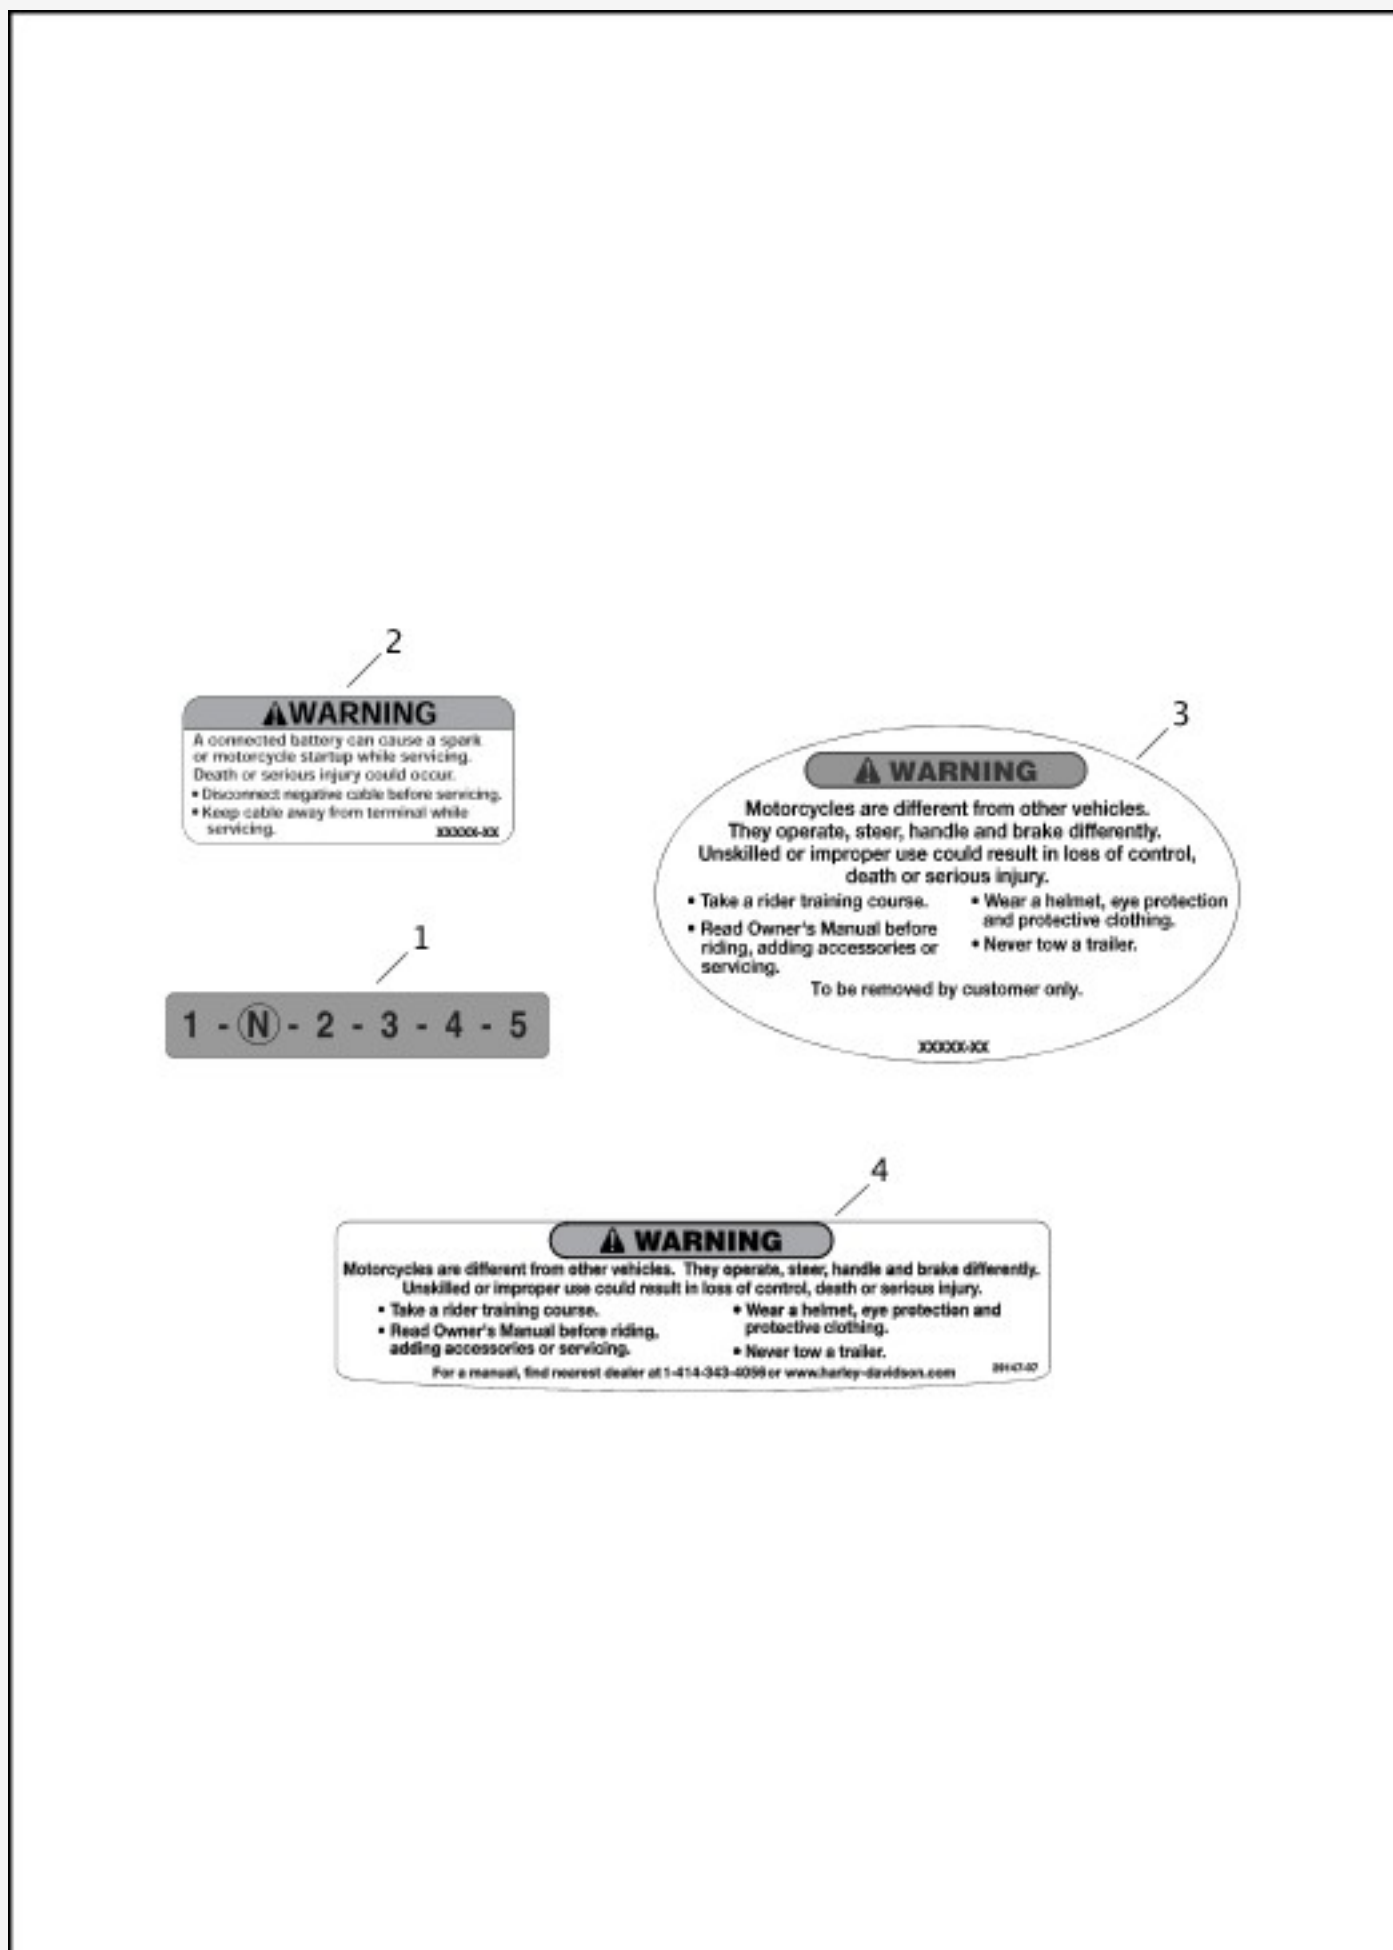 2
⚠WARNING
A connected battery can cause a spark
or motorcycle startup while servicing.
Death or serious injury could occur.
• Disconnect negative cable before servicing.
• Keep cable away from terminal while
servicing.
XXXXX-XX
3
⚠ WARNING
Motorcycles are different from other vehicles.
They operate, steer, handle and brake differently.
Unskilled or improper use could result in loss of control,
death or serious injury.
• Take a rider training course.
• Read Owner's Manual before
riding, adding accessories or
servicing.
• Wear a helmet, eye protection
and protective clothing.
• Never tow a trailer.
To be removed by customer only.
XXXXX-XX
1
1 - N - 2 - 3 - 4 - 5
4
⚠ WARNING
Motorcycles are different from other vehicles. They operate, steer, handle and brake differently.
Unskilled or improper use could result in loss of control, death or serious injury.
• Take a rider training course.
• Read Owner's Manual before riding,
adding accessories or servicing.
• Wear a helmet, eye protection and
protective clothing.
• Never tow a trailer.
For a manual, find nearest dealer at 1-414-343-4056 or www.harley-davidson.com